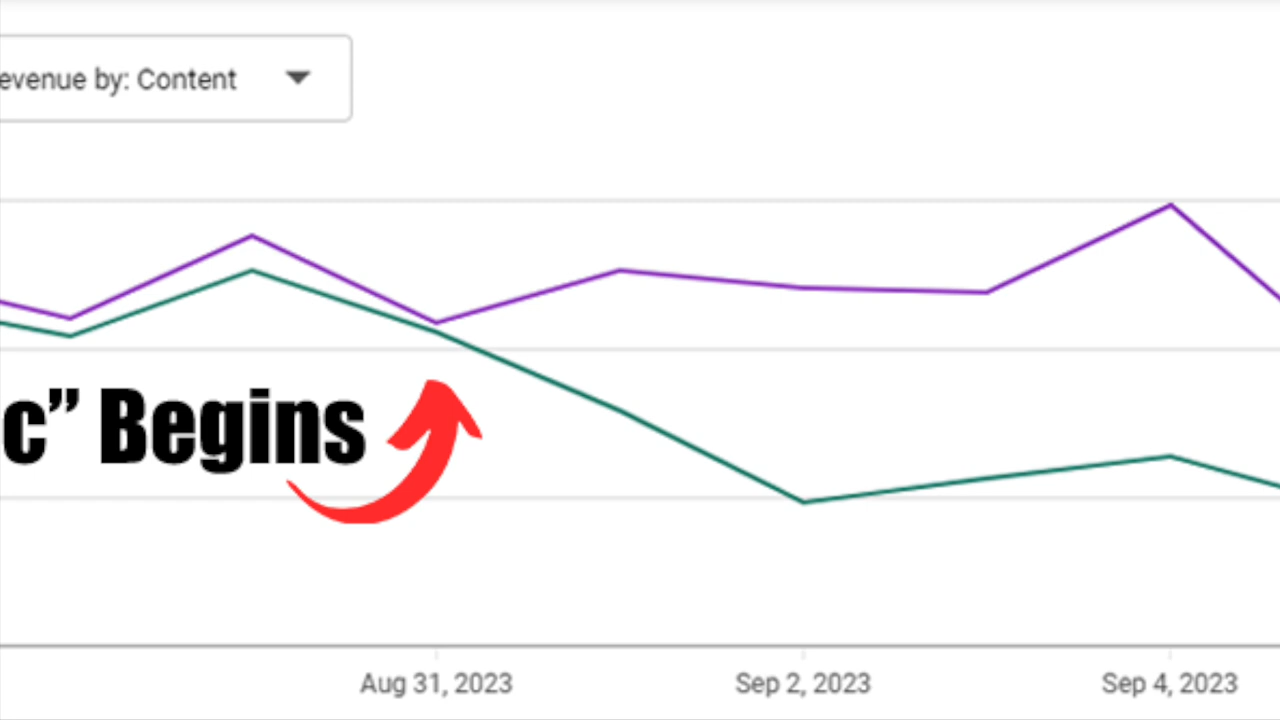 evenue by: Content
c” Begins
Aug 31, 2023
Sep 2, 2023
Sep 4, 2023